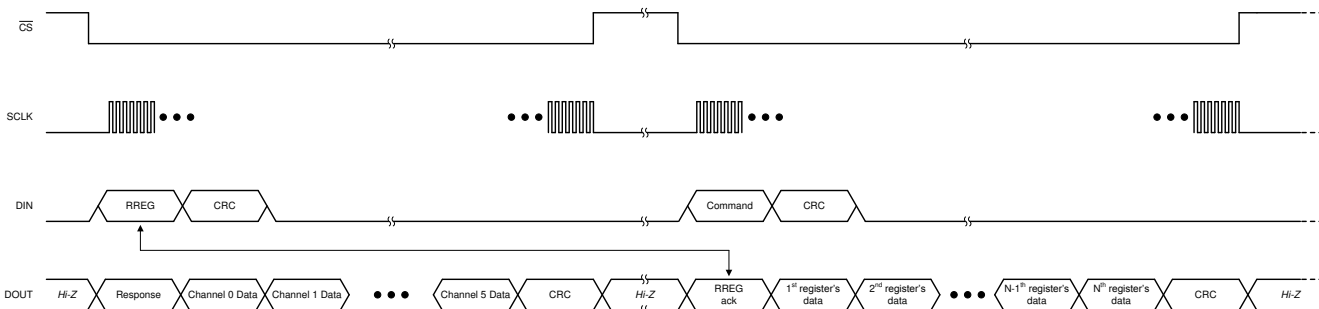 CS
SCLK
DIN
RREG
CRC
Command
CRC
DOUT
Hi-Z
Response
Channel 0 Data
Channel 1 Data
Channel 5 Data
CRC
Hi-Z
RREG
ack
1st register's
data
2nd register's
data
N-1th register's
data
Nth register's
data
CRC
Hi-Z